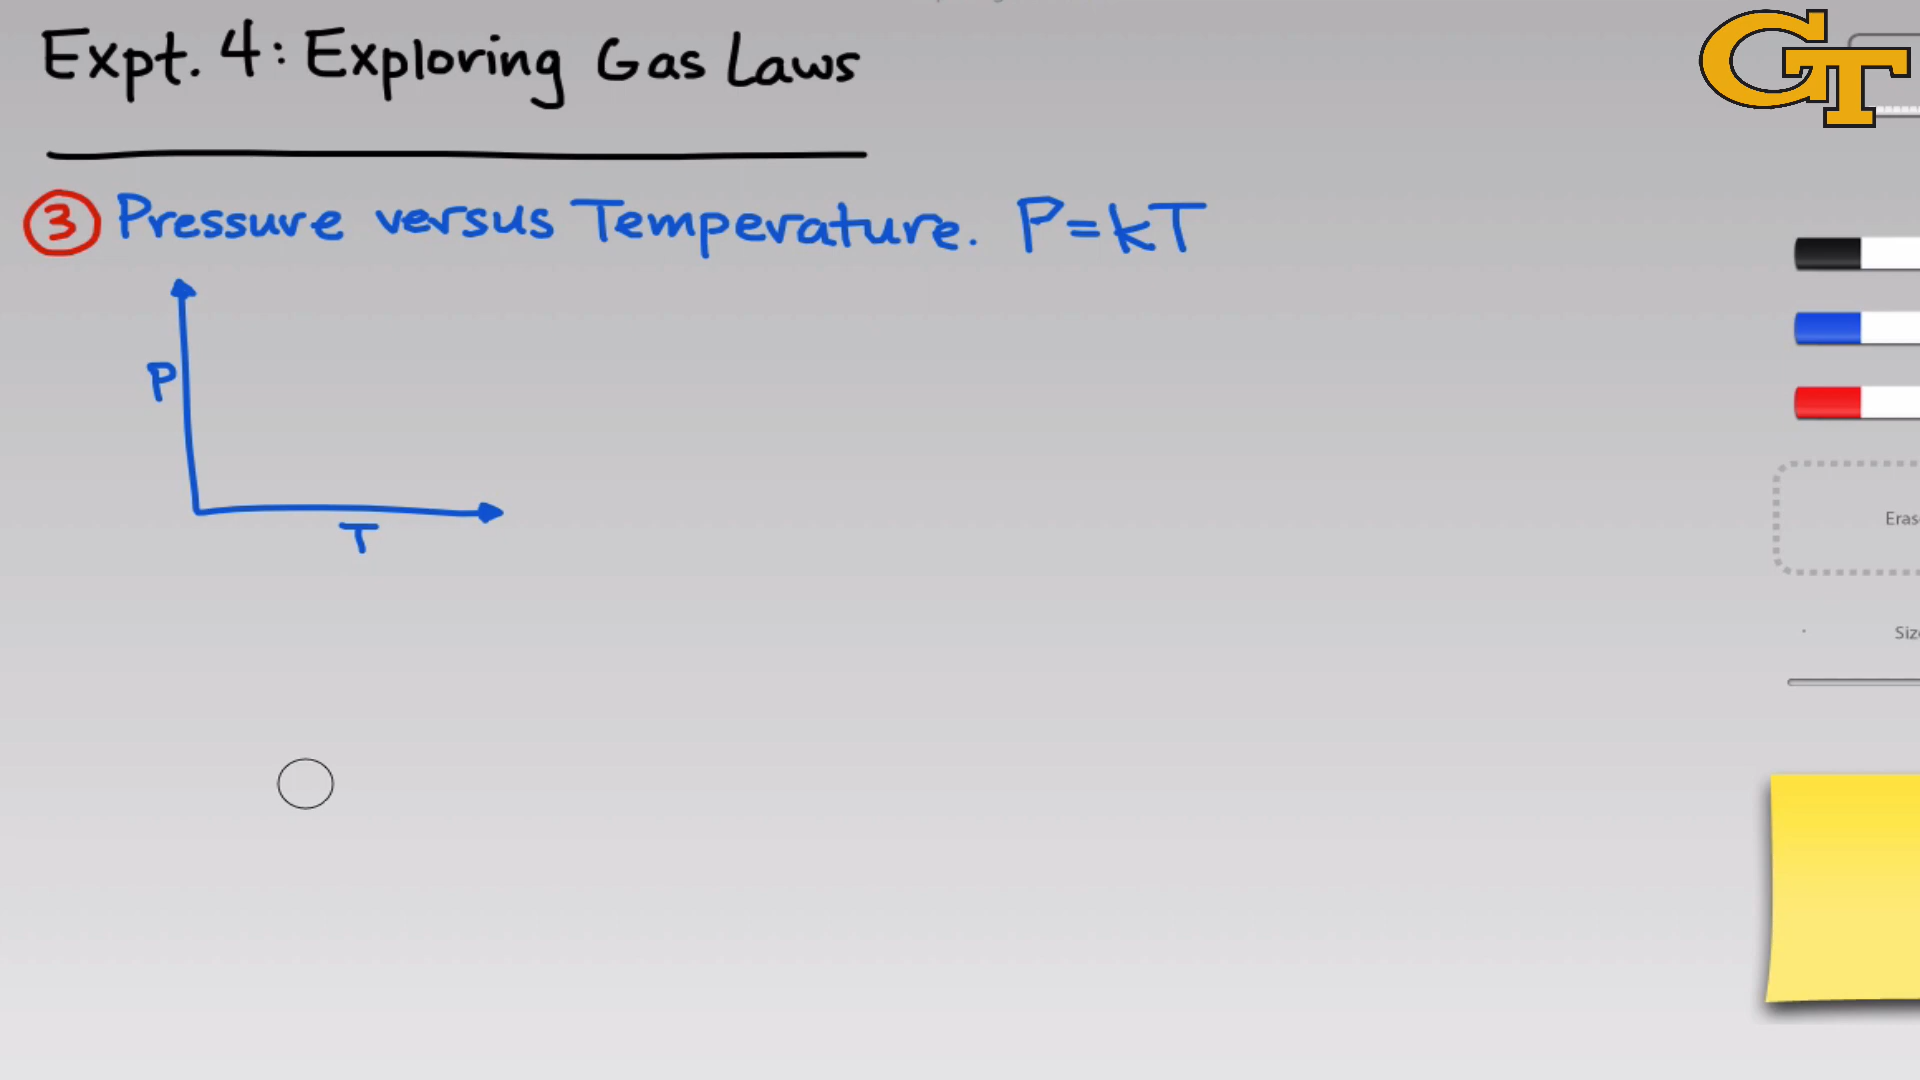 Expt. 4: Exploring Gas Laws
GT
③ Pressure versus Temperature. P=kT
P
T
Eras
Siz